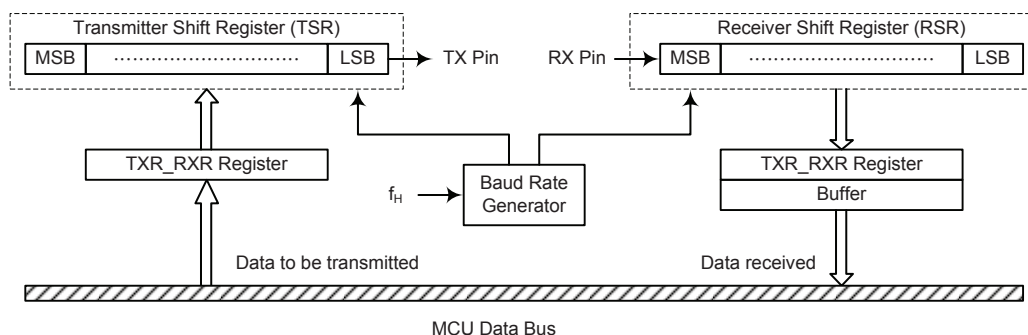 Transmitter Shift Register (TSR)
MSB ………………………… LSB
TX Pin
RX Pin
Receiver Shift Register (RSR)
MSB ………………………… LSB
TXR_RXR Register
TXR_RXR Register
Buffer
fH
Baud Rate
Generator
Data to be transmitted
Data received
MCU Data Bus